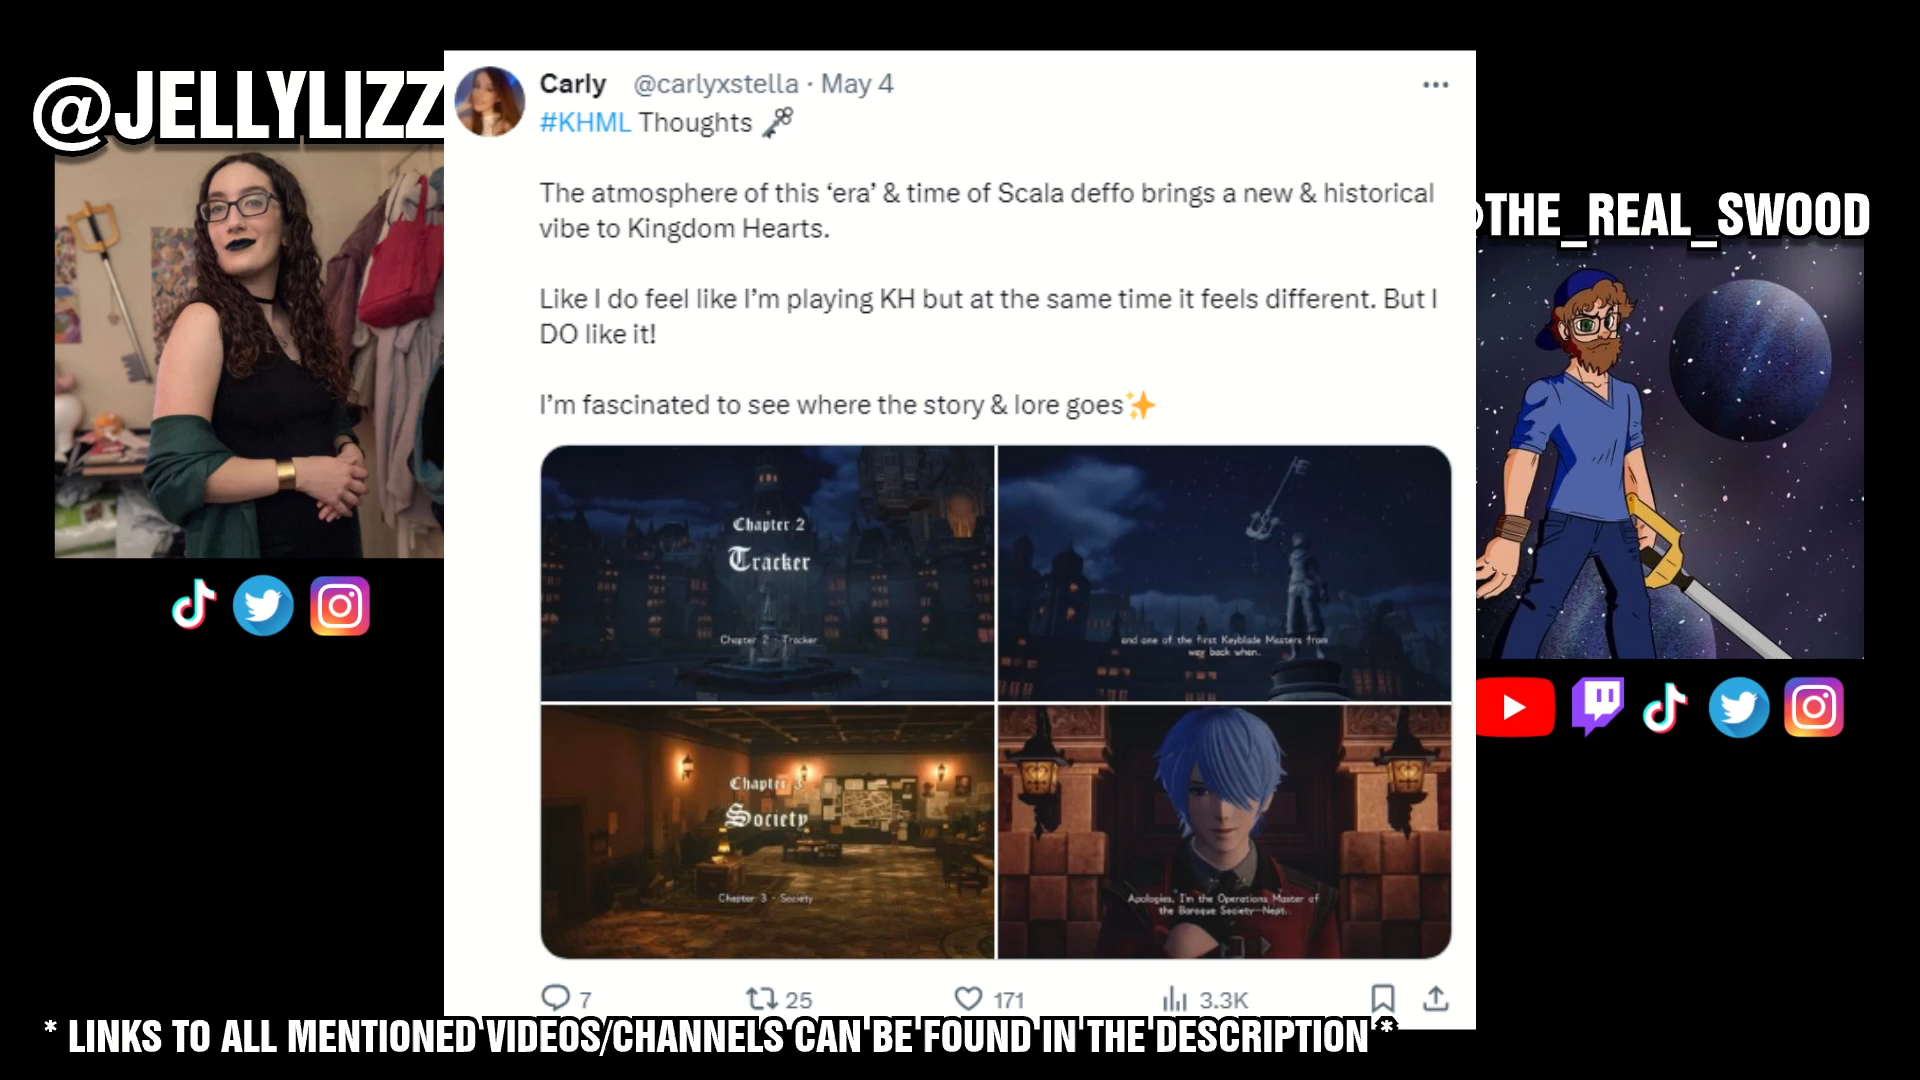 @JELLYLIZZ
Carly @carlyxstella · May 4
#KHML Thoughts
The atmosphere of this ‘era’ & time of Scala deffo brings a new & historical
vibe to Kingdom Hearts.
Like I do feel like I’m playing KH but at the same time it feels different. But I
DO like it!
I’m fascinated to see where the story & lore goes
@THE_REAL_SWOOD
Chapter 2
Tracker
Chapter 2 - Tracker
and one of the first Keyblade Masters from
way back when.
Chapter 3
Society
Chapter 3 - Society
Apologies. I'm the Operations Master of
the Baroque Society—Nept.
7 25 171 3.3K
* LINKS TO ALL MENTIONED VIDEOS/CHANNELS CAN BE FOUND IN THE DESCRIPTION *